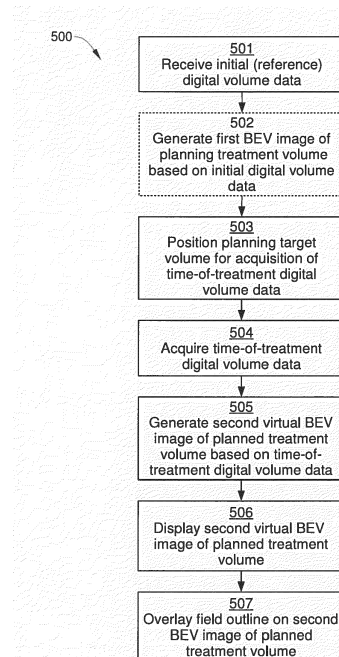 500
501
Receive initial (reference)
digital volume data
502
Generate first BEV image of
planning treatment volume
based on initial digital volume
data
503
Position planning target
volume for acquisition of
time-of-treatment digital
volume data
504
Acquire time-of-treatment
digital volume data
505
Generate second virtual BEV
image of planned treatment
volume based on time-of-
treatment digital volume data
506
Display second virtual BEV
image of planned treatment
volume
507
Overlay field outline on second
BEV image of planned
treatment volume